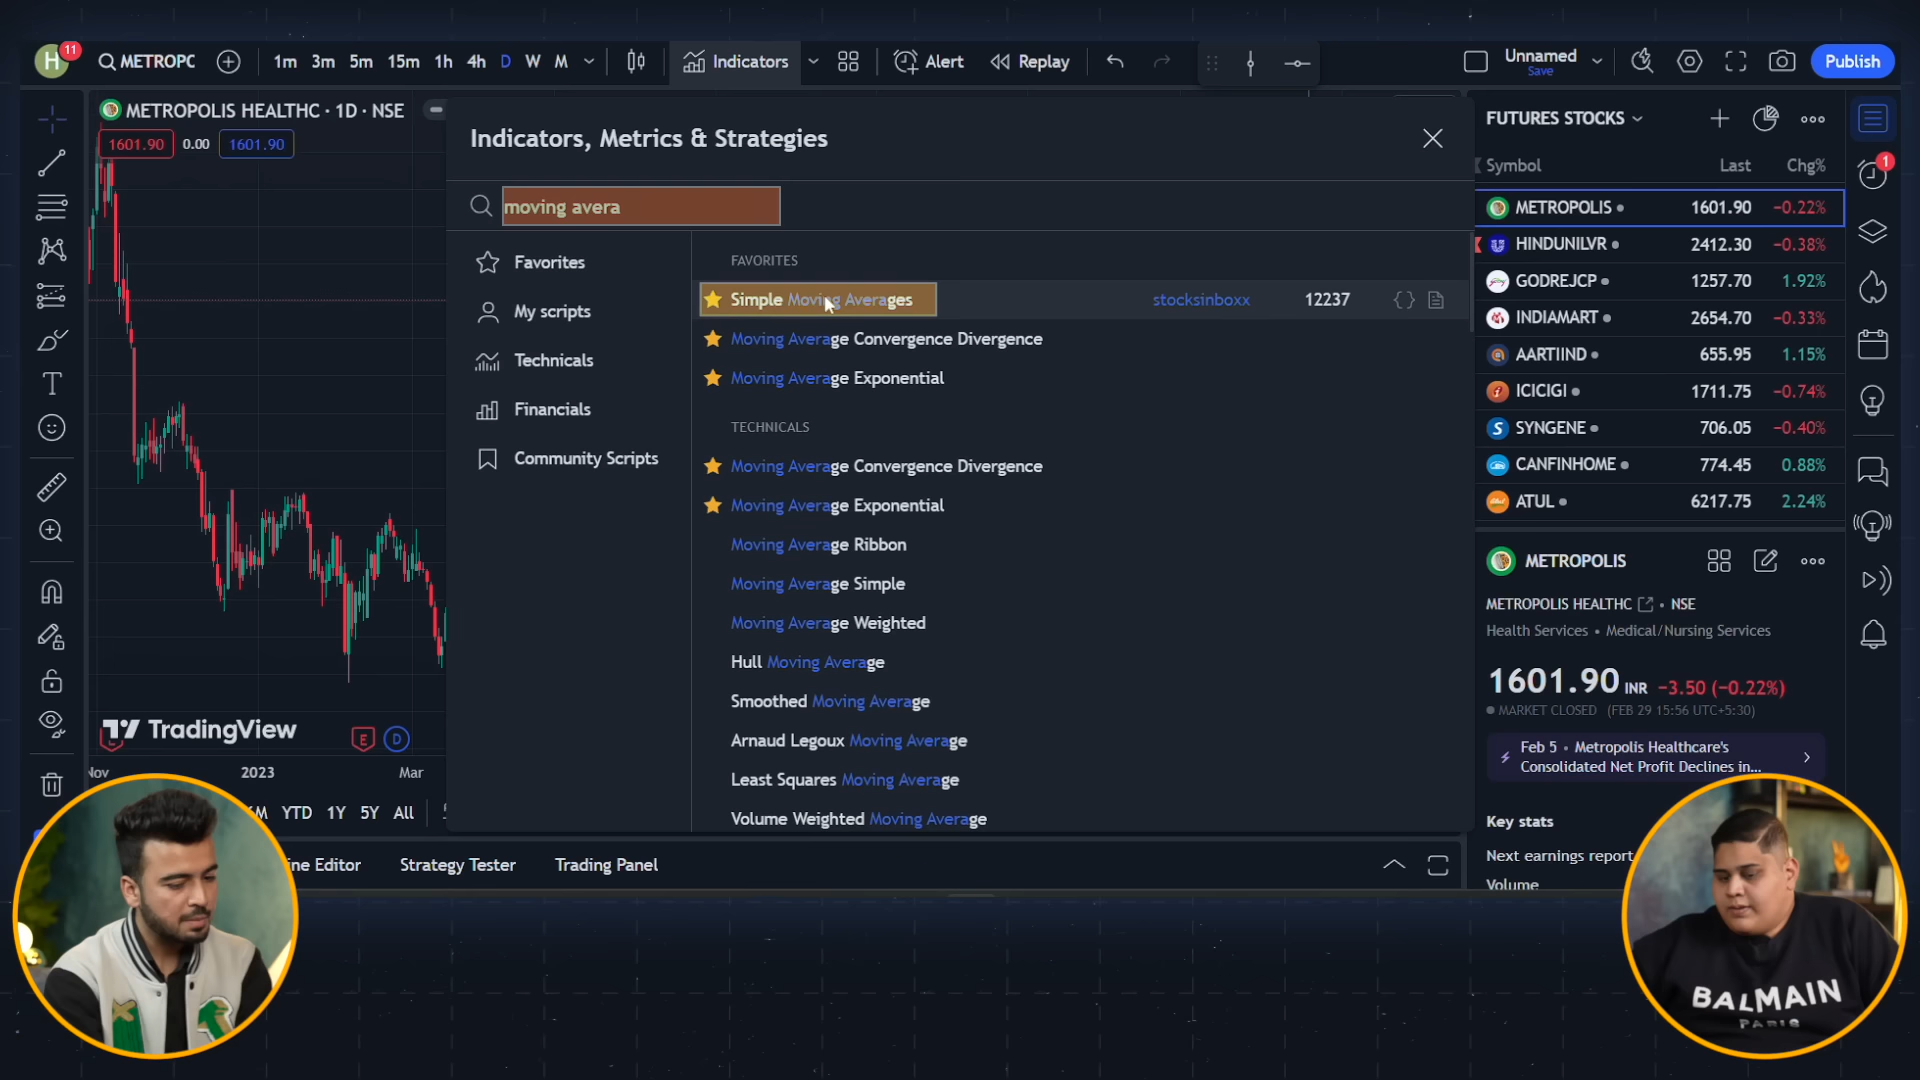 H
11
METROPC
1m 3m 5m 15m 1h 4h D W M
Indicators
Alert
Replay
Unnamed
Save
Publish
METROPOLIS HEALTHC · 1D · NSE
1601.90 0.00 1601.90
Indicators, Metrics & Strategies
moving avera
Favorites
My scripts
Technicals
Financials
Community Scripts
FAVORITES
Simple Moving Averages stocksinboxx 12237
Moving Average Convergence Divergence
Moving Average Exponential
TECHNICALS
Moving Average Convergence Divergence
Moving Average Exponential
Moving Average Ribbon
Moving Average Simple
Moving Average Weighted
Hull Moving Average
Smoothed Moving Average
Arnaud Legoux Moving Average
Least Squares Moving Average
Volume Weighted Moving Average
TradingView
E D
Nov 2023 Mar
YTD 1Y 5Y All
Strategy Tester
Editor
Trading Panel
FUTURES STOCKS
1
Symbol Last Chg%
METROPOLIS 1601.90 −0.22%
HINDUNILVR 2412.30 −0.38%
GODREJCP 1257.70 1.92%
INDIAMART 2654.70 −0.33%
AARTIIND 655.95 1.15%
ICICIGI 1711.75 −0.74%
SYNGENE 706.05 −0.40%
CANFINHOME 774.45 0.88%
ATUL 6217.75 2.24%
METROPOLIS
METROPOLIS HEALTHC • NSE
Health Services • Medical/Nursing Services
1601.90 INR −3.50 (−0.22%)
MARKET CLOSED (FEB 29 15:56 UTC+5:30)
Feb 5 • Metropolis Healthcare's
Consolidated Net Profit Declines in...
Key stats
Next earnings report
Volume
BALMAIN
PARIS